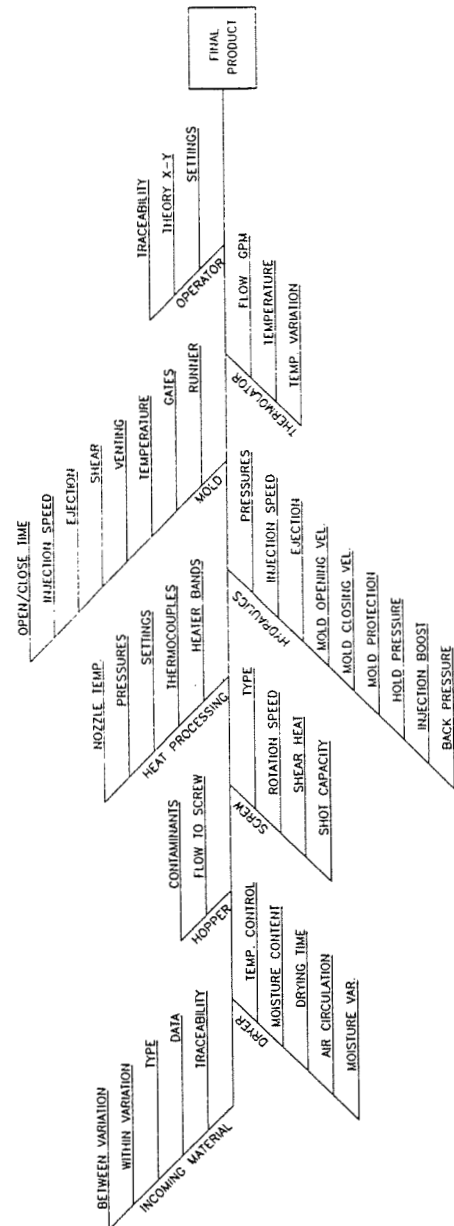 FINAL
PRODUCT
TRACEABILITY
THEORY X-Y
SETTINGS
OPERATOR
FLOW GPM
TEMPERATURE
TEMP. VARIATION
THERMOLATOR
OPEN/CLOSE TIME
INJECTION SPEED
EJECTION
SHEAR
VENTING
TEMPERATURE
GATES
RUNNER
MOLD
PRESSURES
INJECTION SPEED
EJECTION
MOLD OPENING VEL.
MOLD CLOSING VEL.
MOLD PROTECTION
HOLD PRESSURE
INJECTION BOOST
BACK PRESSURE
HYDRAULICS
NOZZLE TEMP.
PRESSURES
SETTINGS
THERMOCOUPLES
HEATER BANDS
HEAT PROCESSING
TYPE
ROTATION SPEED
SHEAR HEAT
SHOT CAPACITY
SCREW
CONTAMINANTS
FLOW TO SCREW
HOPPER
TEMP. CONTROL
MOISTURE CONTENT
DRYING TIME
AIR CIRCULATION
MOISTURE VAR.
DRYER
BETWEEN VARIATION
WITHIN VARIATION
TYPE
DATA
TRACEABILITY
INCOMING MATERIAL